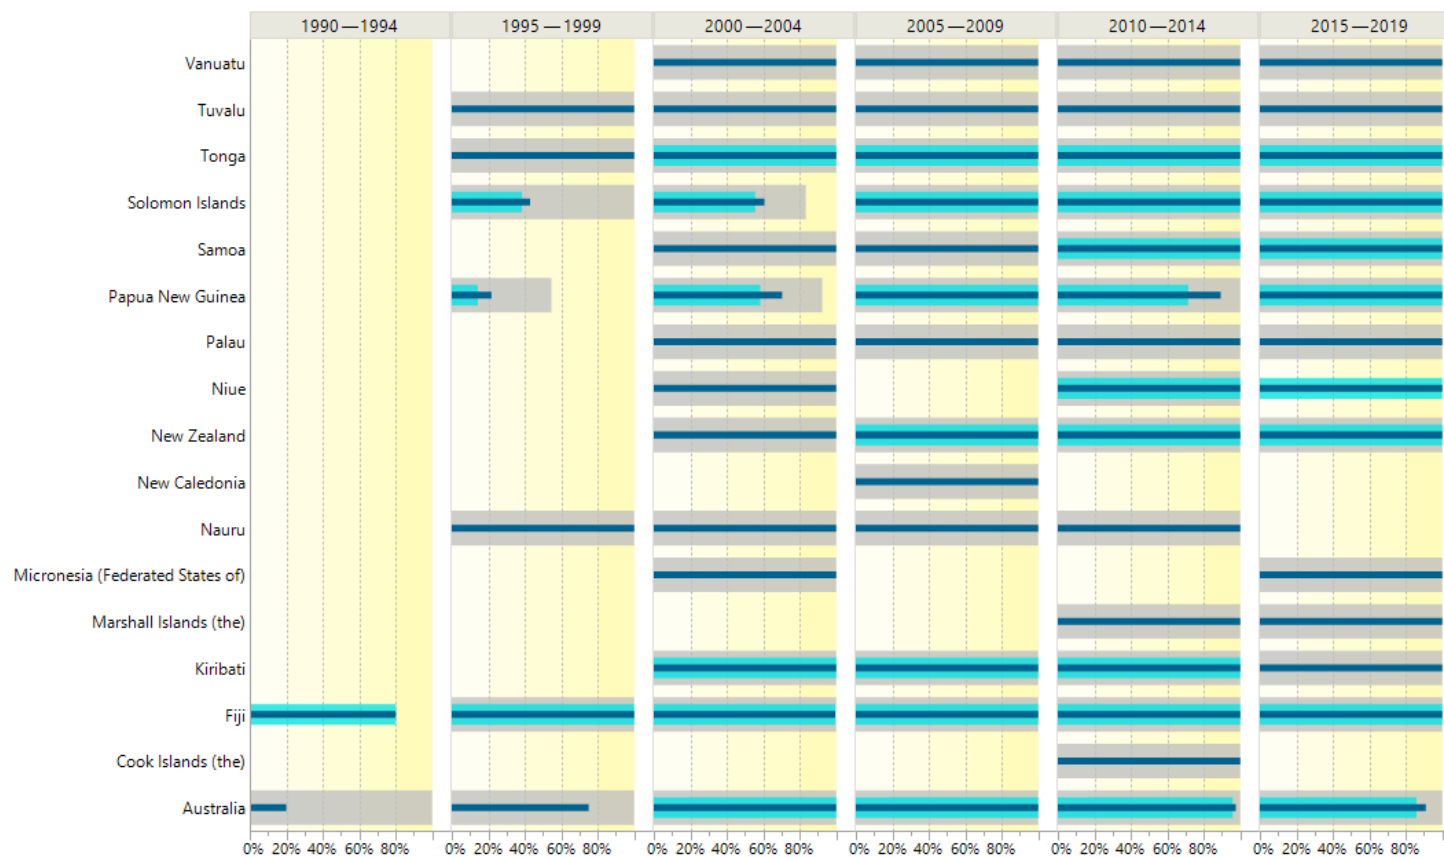 1990—1994 1995—1999 2000—2004 2005—2009 2010—2014 2015—2019
Vanuatu
Tuvalu
Tonga
Solomon Islands
Samoa
Papua New Guinea
Palau
Niue
New Zealand
New Caledonia
Nauru
Micronesia (Federated States of)
Marshall Islands (the)
Kiribati
Fiji
Cook Islands (the)
Australia
0% 20% 40% 60% 80% 0% 20% 40% 60% 80% 0% 20% 40% 60% 80% 0% 20% 40% 60% 80% 0% 20% 40% 60% 80% 0% 20% 40% 60% 80%